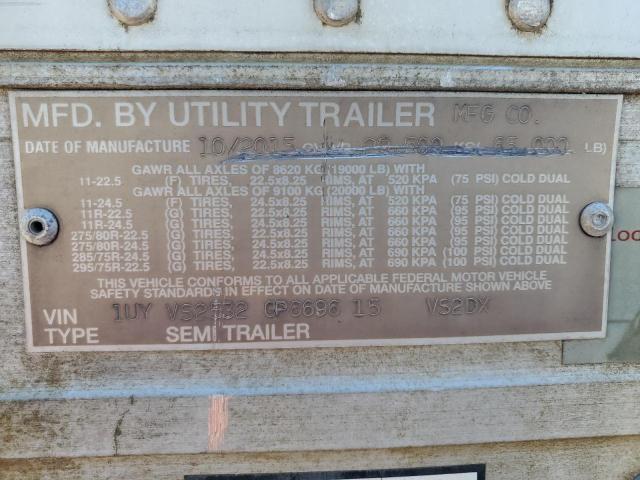 MFD. BY UTILITY TRAILER MFG CO.
DATE OF MANUFACTURE 10/2015 GVWR LB)
GAWR ALL AXLES OF 8620 KG (19000 LB) WITH
11-22.5 (F) TIRES, 22.5x8.25 RIMS, AT 520 KPA (75 PSI) COLD DUAL
GAWR ALL AXLES OF 9100 KG (20000 LB) WITH
11-24.5 (F) TIRES, 24.5x8.25 RIMS, AT 520 KPA (75 PSI) COLD DUAL
11R-22.5 (G) TIRES, 22.5x8.25 RIMS, AT 660 KPA (95 PSI) COLD DUAL
11R-24.5 (G) TIRES, 24.5x8.25 RIMS, AT 660 KPA (95 PSI) COLD DUAL
275/80R-22.5 (G) TIRES, 22.5x8.25 RIMS, AT 660 KPA (95 PSI) COLD DUAL
275/80R-24.5 (G) TIRES, 24.5x8.25 RIMS, AT 660 KPA (95 PSI) COLD DUAL
285/75R-24.5 (G) TIRES, 24.5x8.25 RIMS, AT 660 KPA (95 PSI) COLD DUAL
295/75R-22.5 (G) TIRES, 22.5x8.25 RIMS, AT 690 KPA (100 PSI) COLD DUAL
THIS VEHICLE CONFORMS TO ALL APPLICABLE FEDERAL MOTOR VEHICLE
SAFETY STANDARDS IN EFFECT ON DATE OF MANUFACTURE SHOWN ABOVE
VIN 1UY VS2532 GP8696 15 VS2DX
TYPE SEMI TRAILER